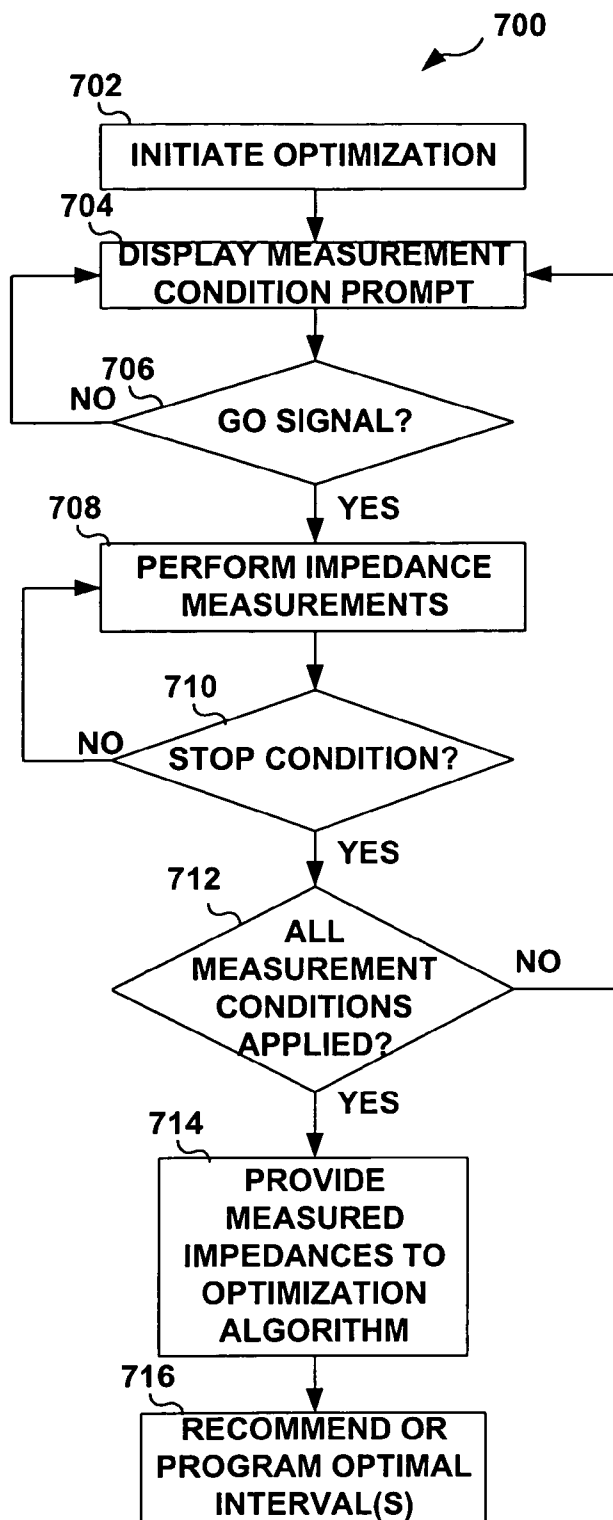 700
702
INITIATE OPTIMIZATION
704
DISPLAY MEASUREMENT
CONDITION PROMPT
706
NO
GO SIGNAL?
YES
708
PERFORM IMPEDANCE
MEASUREMENTS
710
NO
STOP CONDITION?
YES
712
ALL
MEASUREMENT
CONDITIONS
APPLIED?
NO
YES
714
PROVIDE
MEASURED
IMPEDANCES TO
OPTIMIZATION
ALGORITHM
716
RECOMMEND OR
PROGRAM OPTIMAL
INTERVAL(S)